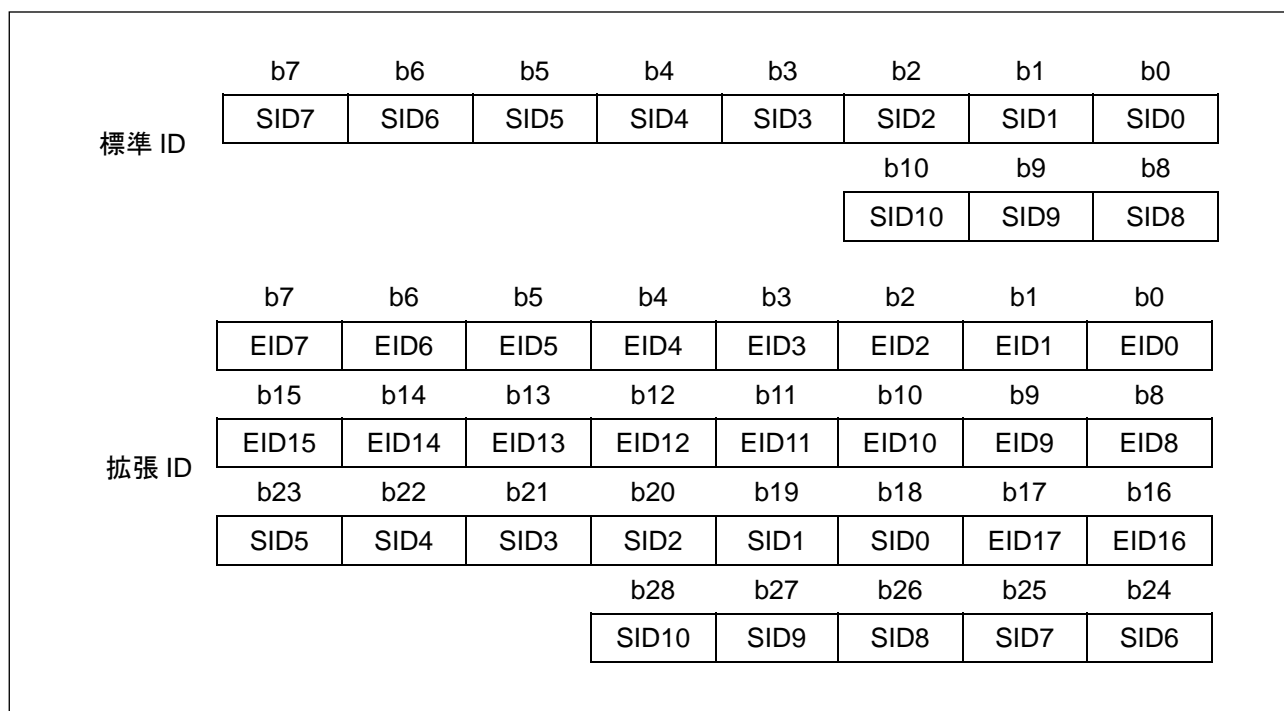 b7 b6 b5 b4 b3 b2 b1 b0
標準 ID SID7 SID6 SID5 SID4 SID3 SID2 SID1 SID0
b10 b9 b8
SID10 SID9 SID8
b7 b6 b5 b4 b3 b2 b1 b0
EID7 EID6 EID5 EID4 EID3 EID2 EID1 EID0
b15 b14 b13 b12 b11 b10 b9 b8
拡張 ID EID15 EID14 EID13 EID12 EID11 EID10 EID9 EID8
b23 b22 b21 b20 b19 b18 b17 b16
SID5 SID4 SID3 SID2 SID1 SID0 EID17 EID16
b28 b27 b26 b25 b24
SID10 SID9 SID8 SID7 SID6